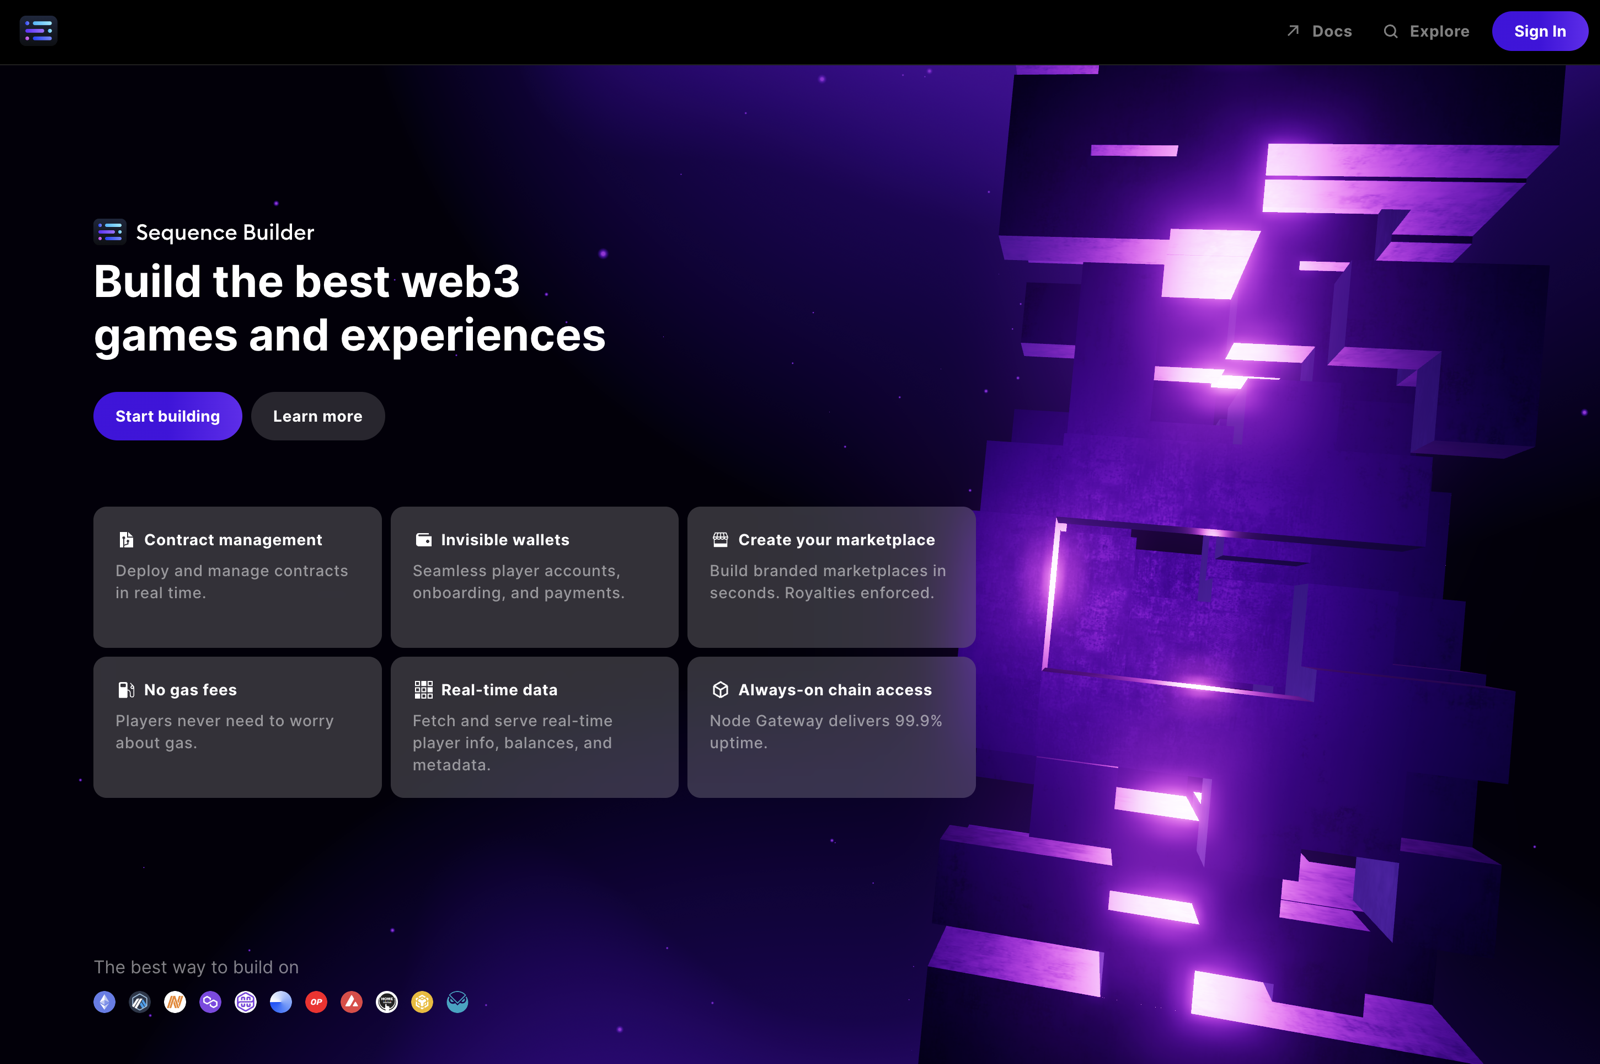 Docs
Explore
Sign In
Sequence Builder
Build the best web3
games and experiences
Start building
Learn more
Contract management
Deploy and manage contracts
in real time.
Invisible wallets
Seamless player accounts,
onboarding, and payments.
Create your marketplace
Build branded marketplaces in
seconds. Royalties enforced.
No gas fees
Players never need to worry
about gas.
Real-time data
Fetch and serve real-time
player info, balances, and
metadata.
Always-on chain access
Node Gateway delivers 99.9%
uptime.
The best way to build on
OP